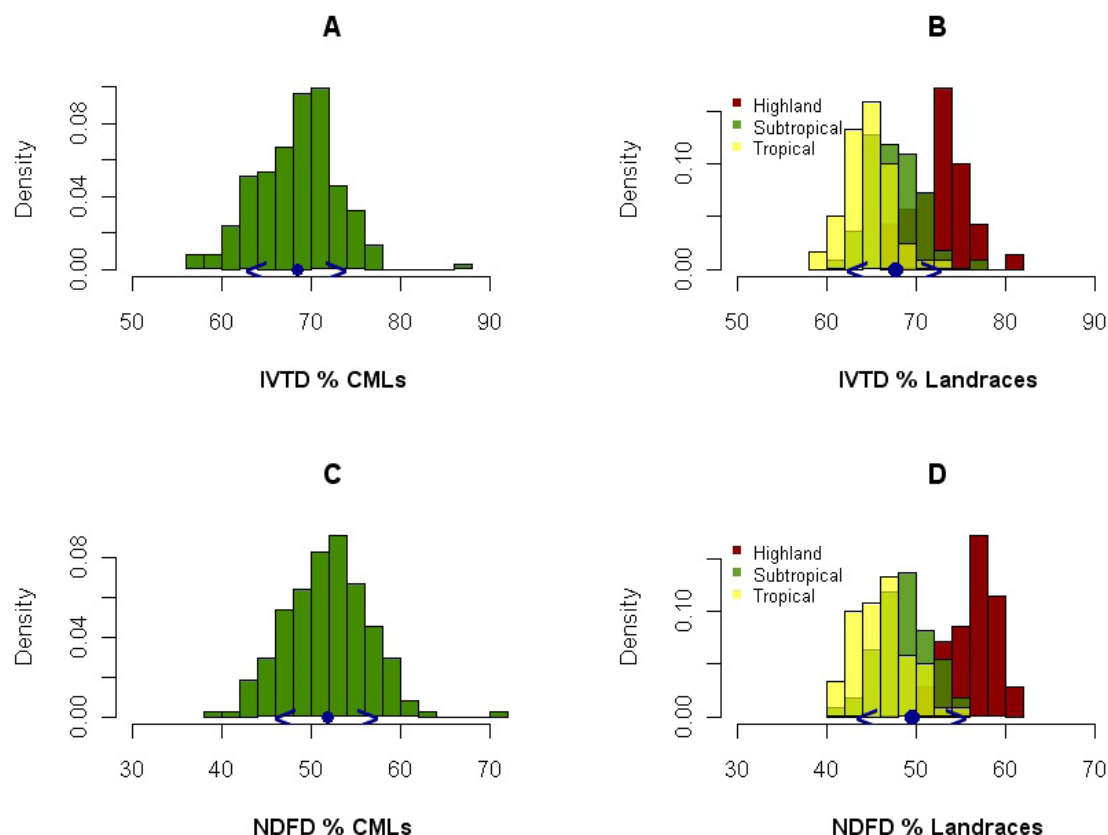 A
B
Density
0.00 0.04 0.08
50 60 70 80 90
IVTD % CMLs
Density
0.00 0.10
Highland
Subtropical
Tropical
50 60 70 80 90
IVTD % Landraces
C
D
Density
0.00 0.04 0.08
30 40 50 60 70
NDFD % CMLs
Density
0.00 0.10
Highland
Subtropical
Tropical
30 40 50 60 70
NDFD % Landraces